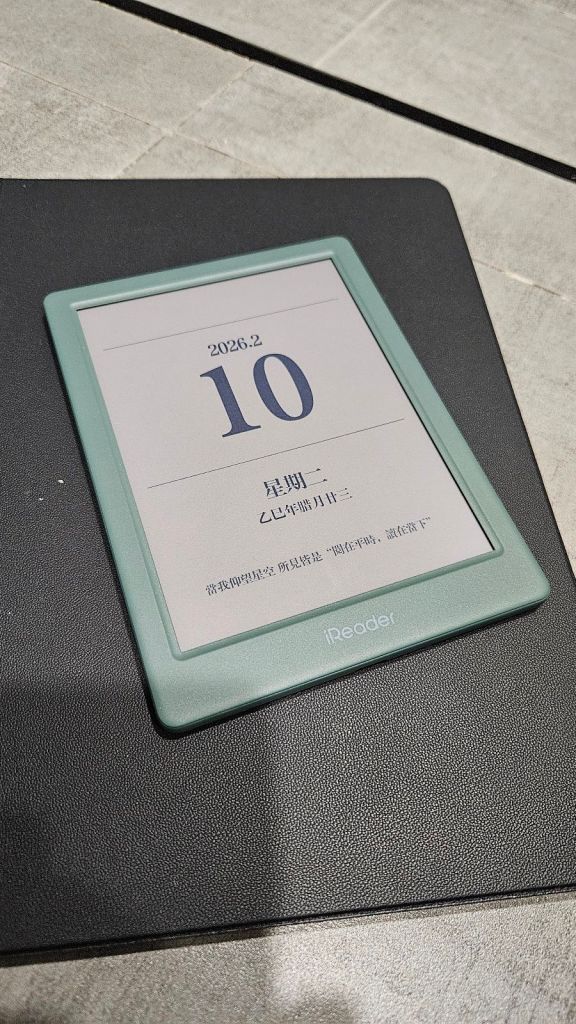 2026.2
10
星期二
乙巳年腊月廿三
當我仰望星空 所見皆是“閱在平時，讀在當下”
iReader